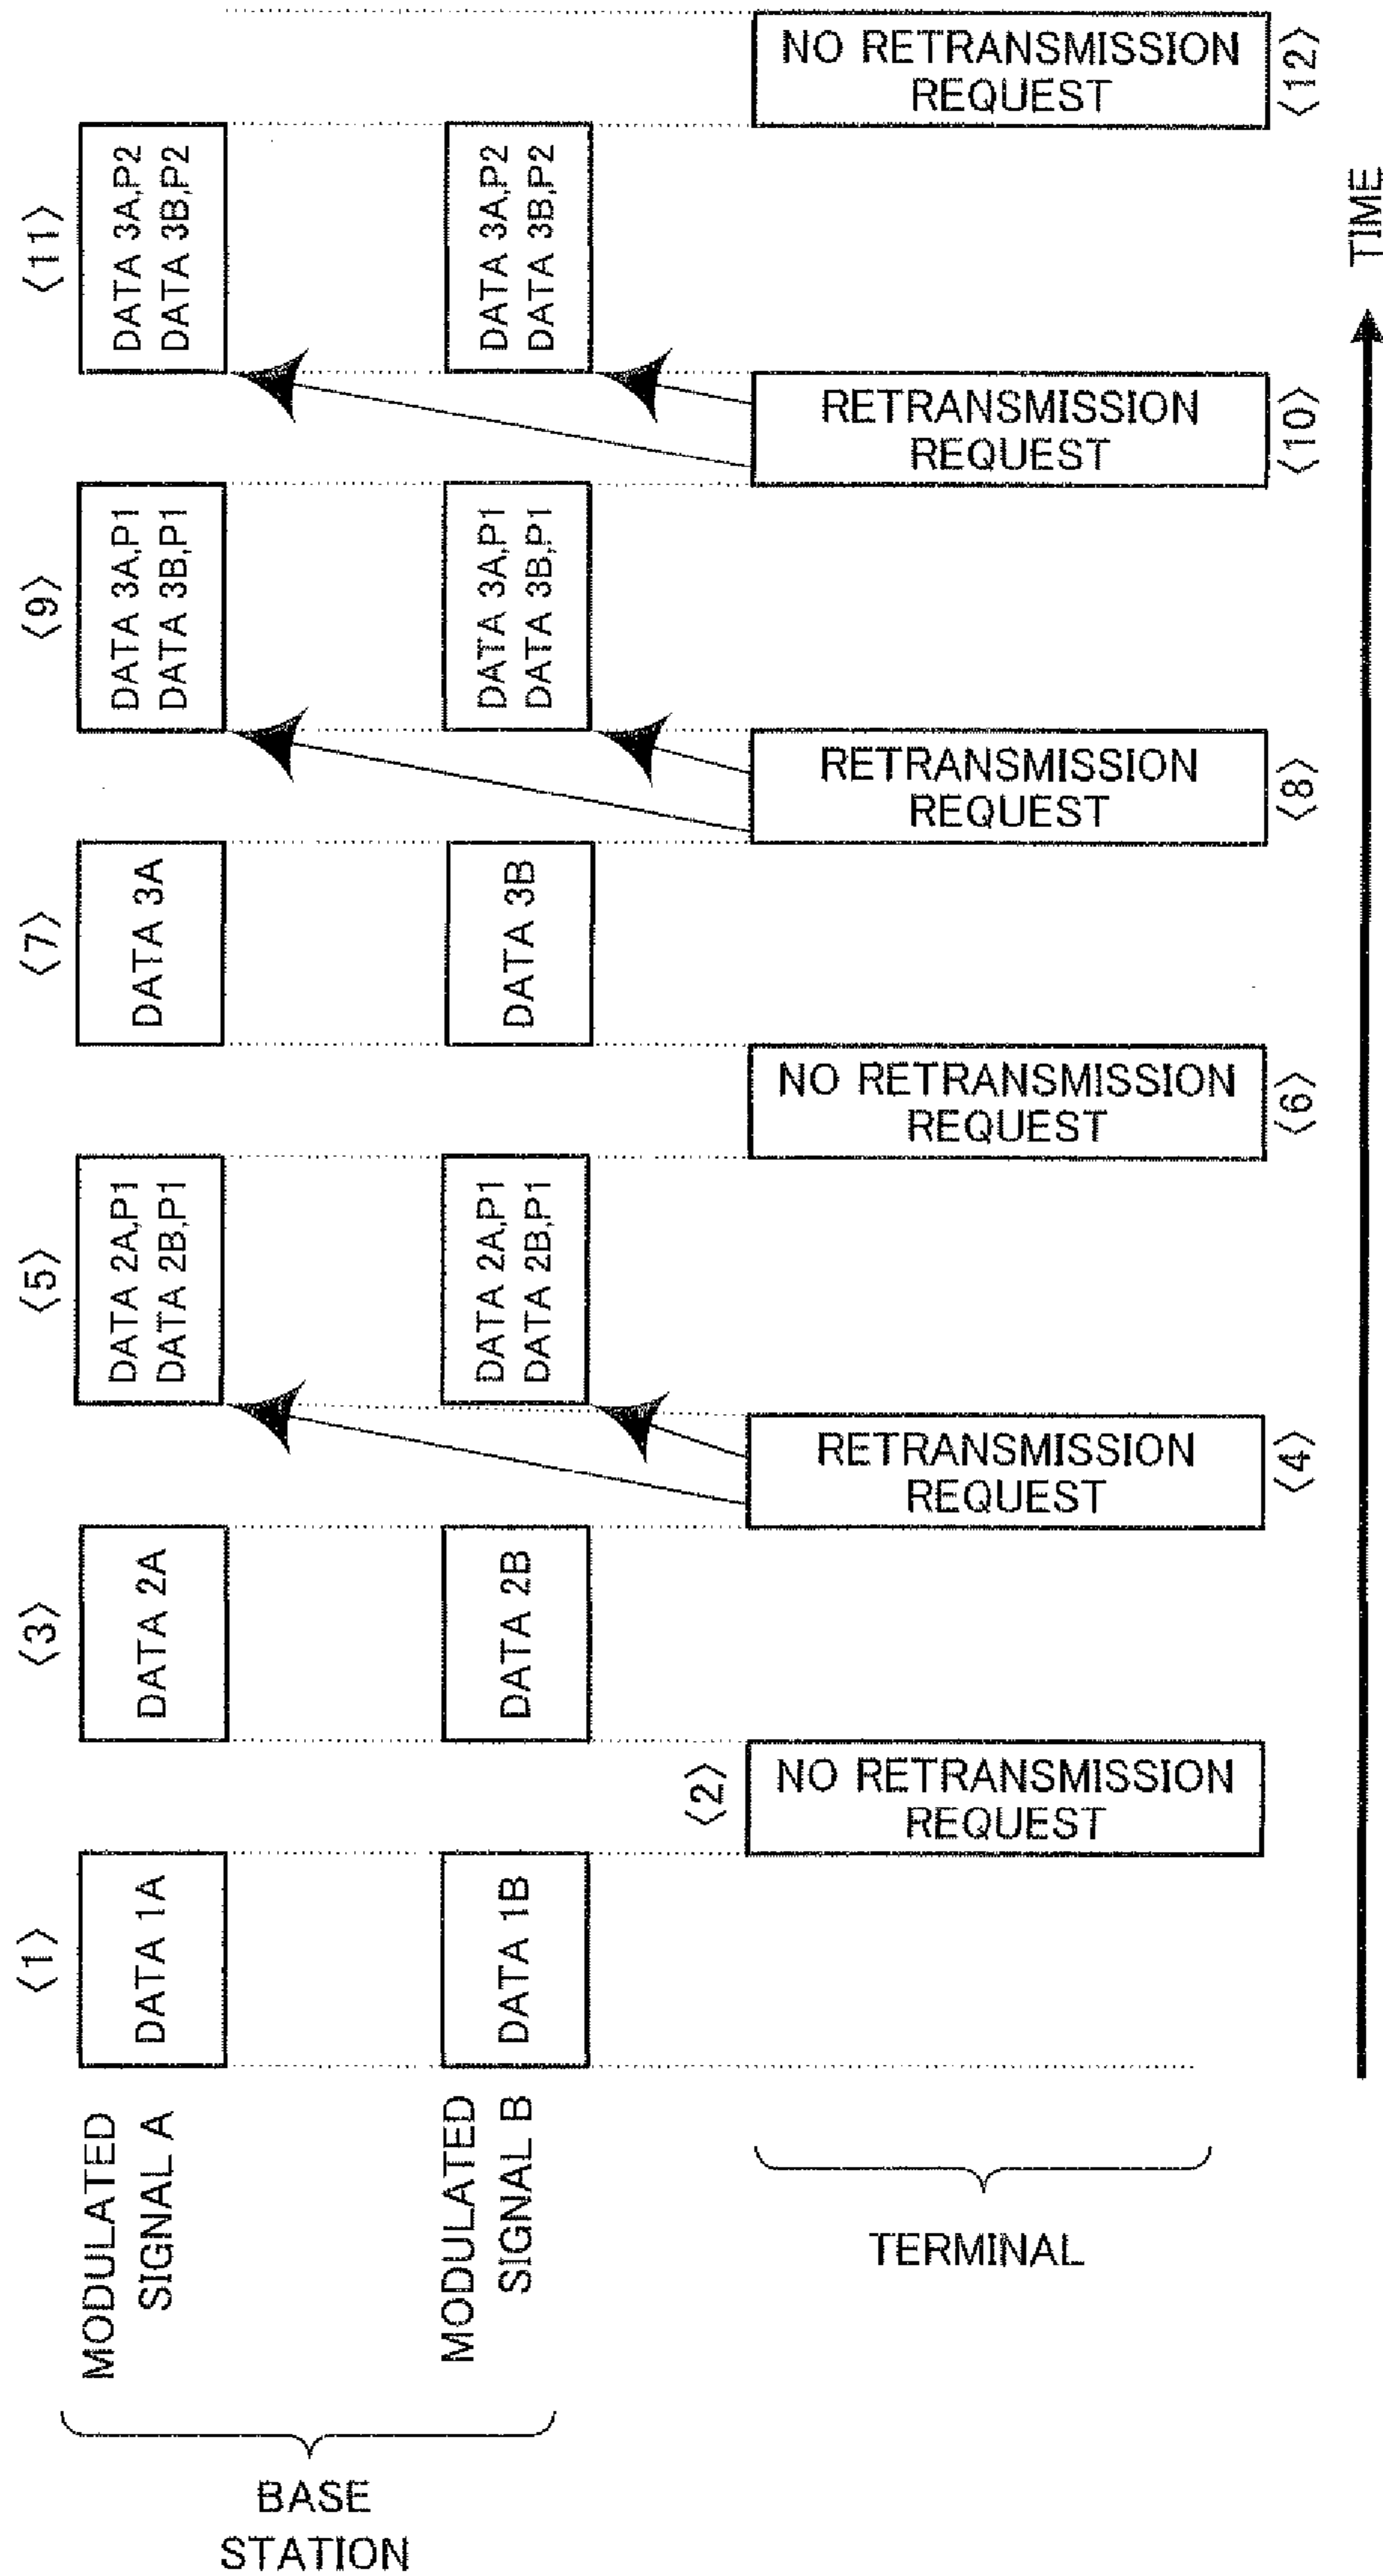 <1>
<3>
<5>
<7>
<9>
<11>
MODULATED
SIGNAL A
DATA 1A
DATA 2A
DATA 2A,P1
DATA 2B,P1
DATA 3A
DATA 3A,P1
DATA 3B,P1
DATA 3A,P2
DATA 3B,P2
BASE
STATION
MODULATED
SIGNAL B
DATA 1B
DATA 2B
DATA 2A,P1
DATA 2B,P1
DATA 3B
DATA 3A,P1
DATA 3B,P1
DATA 3A,P2
DATA 3B,P2
TERMINAL
<2>
NO RETRANSMISSION
REQUEST
RETRANSMISSION
REQUEST
<4>
NO RETRANSMISSION
REQUEST
<6>
RETRANSMISSION
REQUEST
<8>
RETRANSMISSION
REQUEST
<10>
NO RETRANSMISSION
REQUEST
<12>
TIME